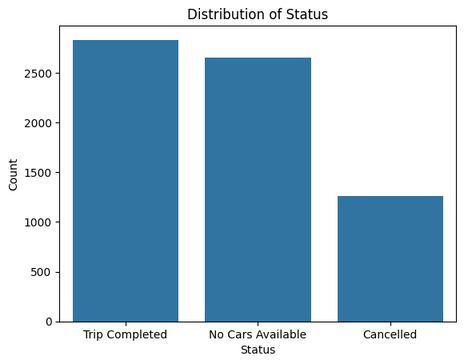 Distribution of Status
2500
2000
1500
1000
500
0
Count
Trip Completed No Cars Available Cancelled
Status